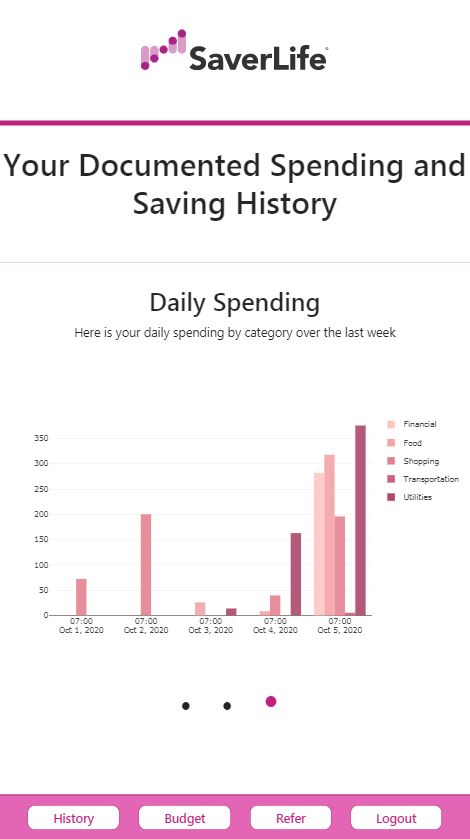 SaverLife
Your Documented Spending and
Saving History
Daily Spending
Here is your daily spending by category over the last week
Financial
Food
Shopping
Transportation
Utilities
350
300
250
200
150
100
50
0
07:00 07:00 07:00 07:00 07:00
Oct 1, 2020 Oct 2, 2020 Oct 3, 2020 Oct 4, 2020 Oct 5, 2020
History Budget Refer Logout